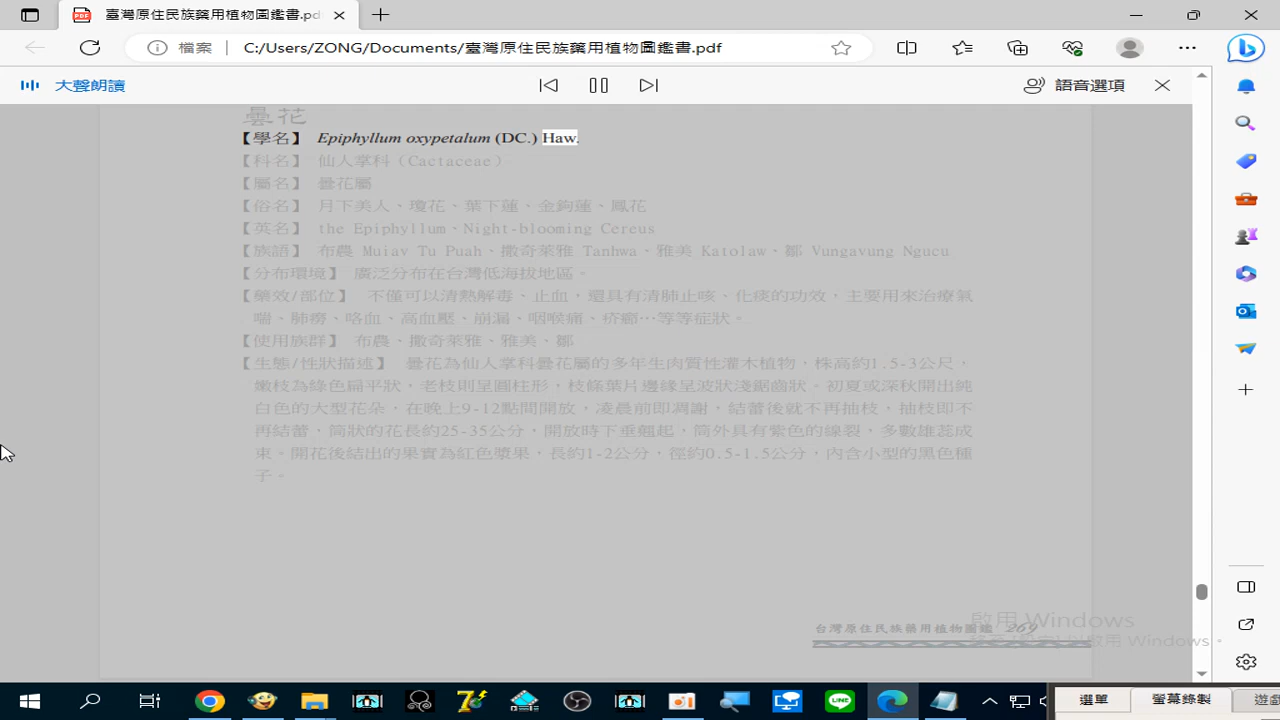 臺灣原住民族藥用植物圖鑑書.pd
檔案 C:/Users/ZONG/Documents/臺灣原住民族藥用植物圖鑑書.pdf
大聲朗讀
語音選項
曇花
【學名】 Epiphyllum oxypetalum (DC.) Haw.
【科名】 仙人掌科（Cactaceae）
【屬名】 曇花屬
【俗名】 月下美人、瓊花、葉下蓮、金鉤蓮、鳳花
【英名】 the Epiphyllum、Night-blooming Cereus
【族語】 布農 Muiav Tu Puah、撒奇萊雅 Tanhwa、雅美 Katolaw、鄒 Vungavung Ngucu
【分布環境】 廣泛分布在台灣低海拔地區。
【藥效/部位】 不僅可以清熱解毒、止血，還具有清肺止咳、化痰的功效，主要用來治療氣
喘、肺癆、咯血、高血壓、崩漏、咽喉痛、疥癤…等等症狀。
【使用族群】 布農、撒奇萊雅、雅美、鄒
【生態/性狀描述】 曇花為仙人掌科曇花屬的多年生肉質性灌木植物，株高約1.5-3公尺，
嫩枝為綠色扁平狀，老枝則呈圓柱形，枝條葉片邊緣呈波狀淺鋸齒狀。初夏或深秋開出純
白色的大型花朵，在晚上9-12點間開放，凌晨前即凋謝，結蕾後就不再抽枝，抽枝即不
再結蕾，筒狀的花長約25-35公分，開放時下垂翹起，筒外具有紫色的線裂，多數雄蕊成
束。開花後結出的果實為紅色漿果，長約1-2公分，徑約0.5-1.5公分，內含小型的黑色種
子。
啟用 Windows
台灣原住民族藥用植物圖鑑 269
啟用 Windows。
選單
螢幕錄製